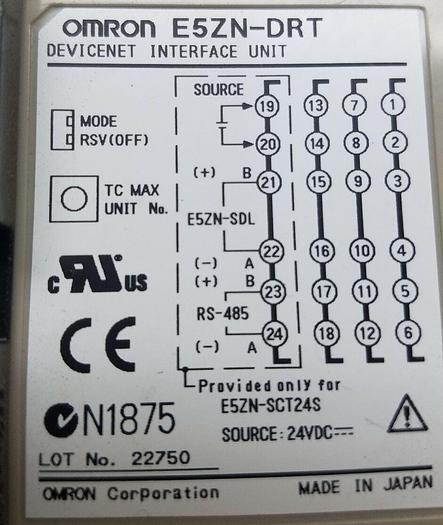 OMRON E5ZN-DRT
DEVICENET INTERFACE UNIT
SOURCE
MODE
RSV(OFF)
TC MAX
UNIT No.
19 13 7 1
20 14 8 2
(+) B 21 15 9 3
E5ZN-SDL
(-) A 22 16 10 4
(+) B 23 17 11 5
RS-485
(-) A 24 18 12 6
c RU US
CE
Provided only for
E5ZN-SCT24S
N1875
SOURCE: 24VDC
LOT No. 22750
OMRON Corporation MADE IN JAPAN